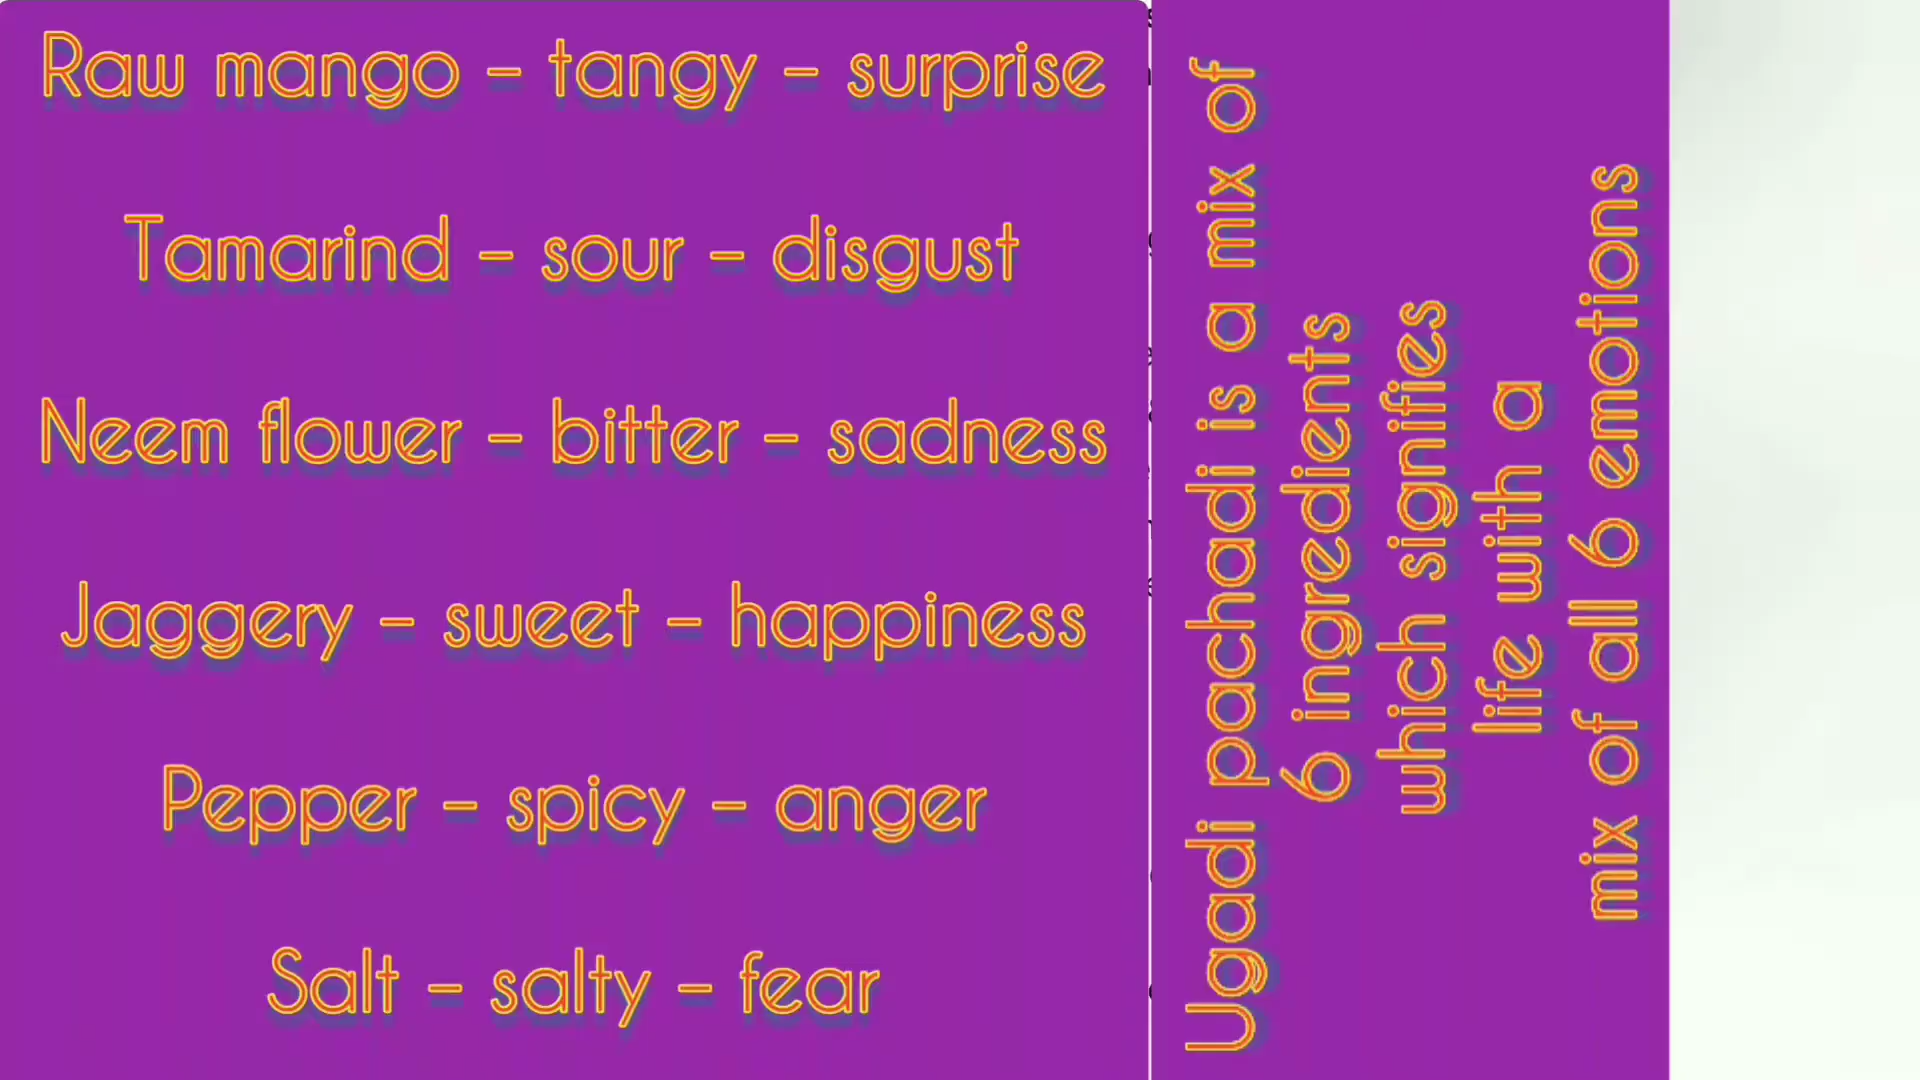 Raw mango – tangy – surprise
Tamarind – sour – disgust
Neem flower – bitter – sadness
Jaggery – sweet – happiness
Pepper – spicy – anger
Salt – salty – fear
Ugadi pachadi is a mix of
6 ingredients
which signifies
life with a
mix of all 6 emotions